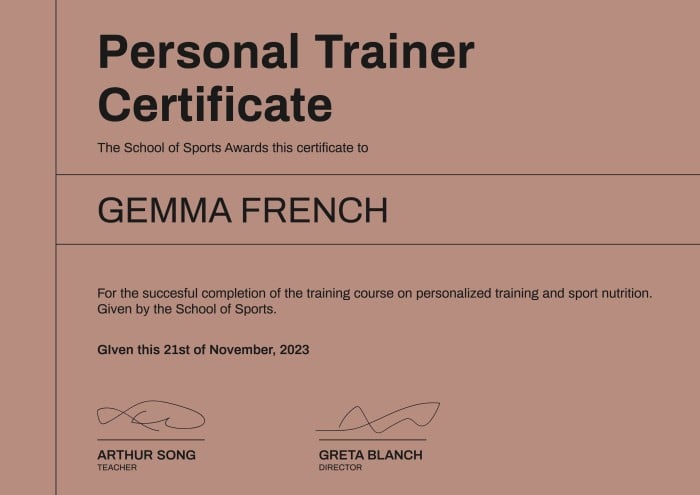 Personal Trainer
Certificate
The School of Sports Awards this certificate to
GEMMA FRENCH
For the succesful completion of the training course on personalized training and sport nutrition.
Given by the School of Sports.
GIven this 21st of November, 2023
ARTHUR SONG
TEACHER
GRETA BLANCH
DIRECTOR